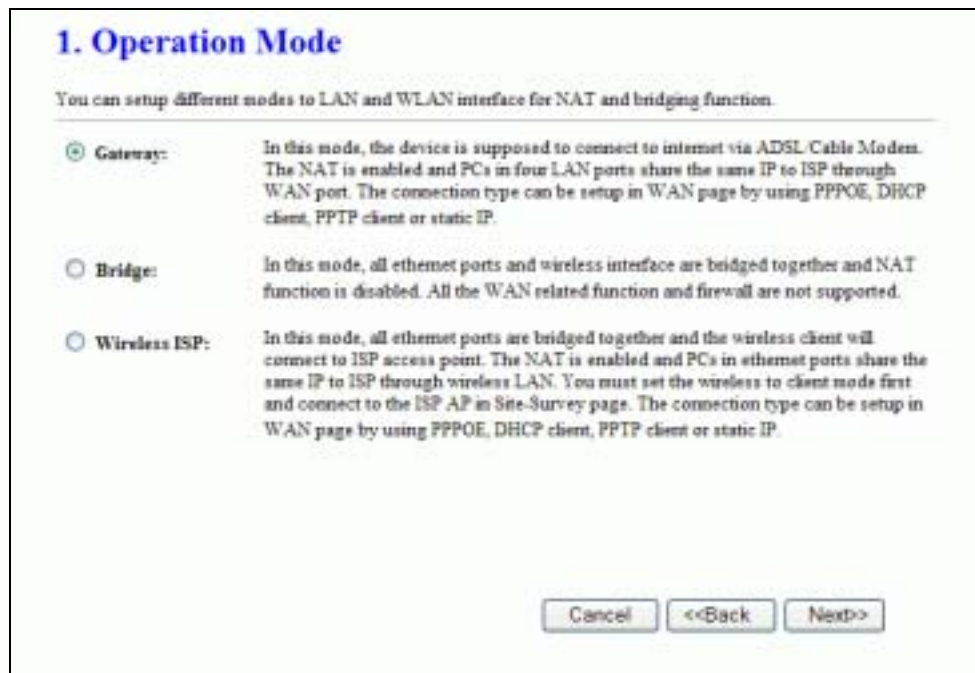 1. Operation Mode
You can setup different modes to LAN and WLAN interface for NAT and bridging function.
Gateway:
In this mode, the device is supposed to connect to internet via ADSL/Cable Modem.
The NAT is enabled and PCs in four LAN ports share the same IP to ISP through
WAN port. The connection type can be setup in WAN page by using PPPOE, DHCP
client, PPTP client or static IP.
Bridge:
In this mode, all ethernet ports and wireless interface are bridged together and NAT
function is disabled. All the WAN related function and firewall are not supported.
Wireless ISP:
In this mode, all ethernet ports are bridged together and the wireless client will
connect to ISP access point. The NAT is enabled and PCs in ethernet ports share the
same IP to ISP through wireless LAN. You must set the wireless to client mode first
and connect to the ISP AP in Site-Survey page. The connection type can be setup in
WAN page by using PPPOE, DHCP client, PPTP client or static IP.
Cancel
<<Back
Next>>